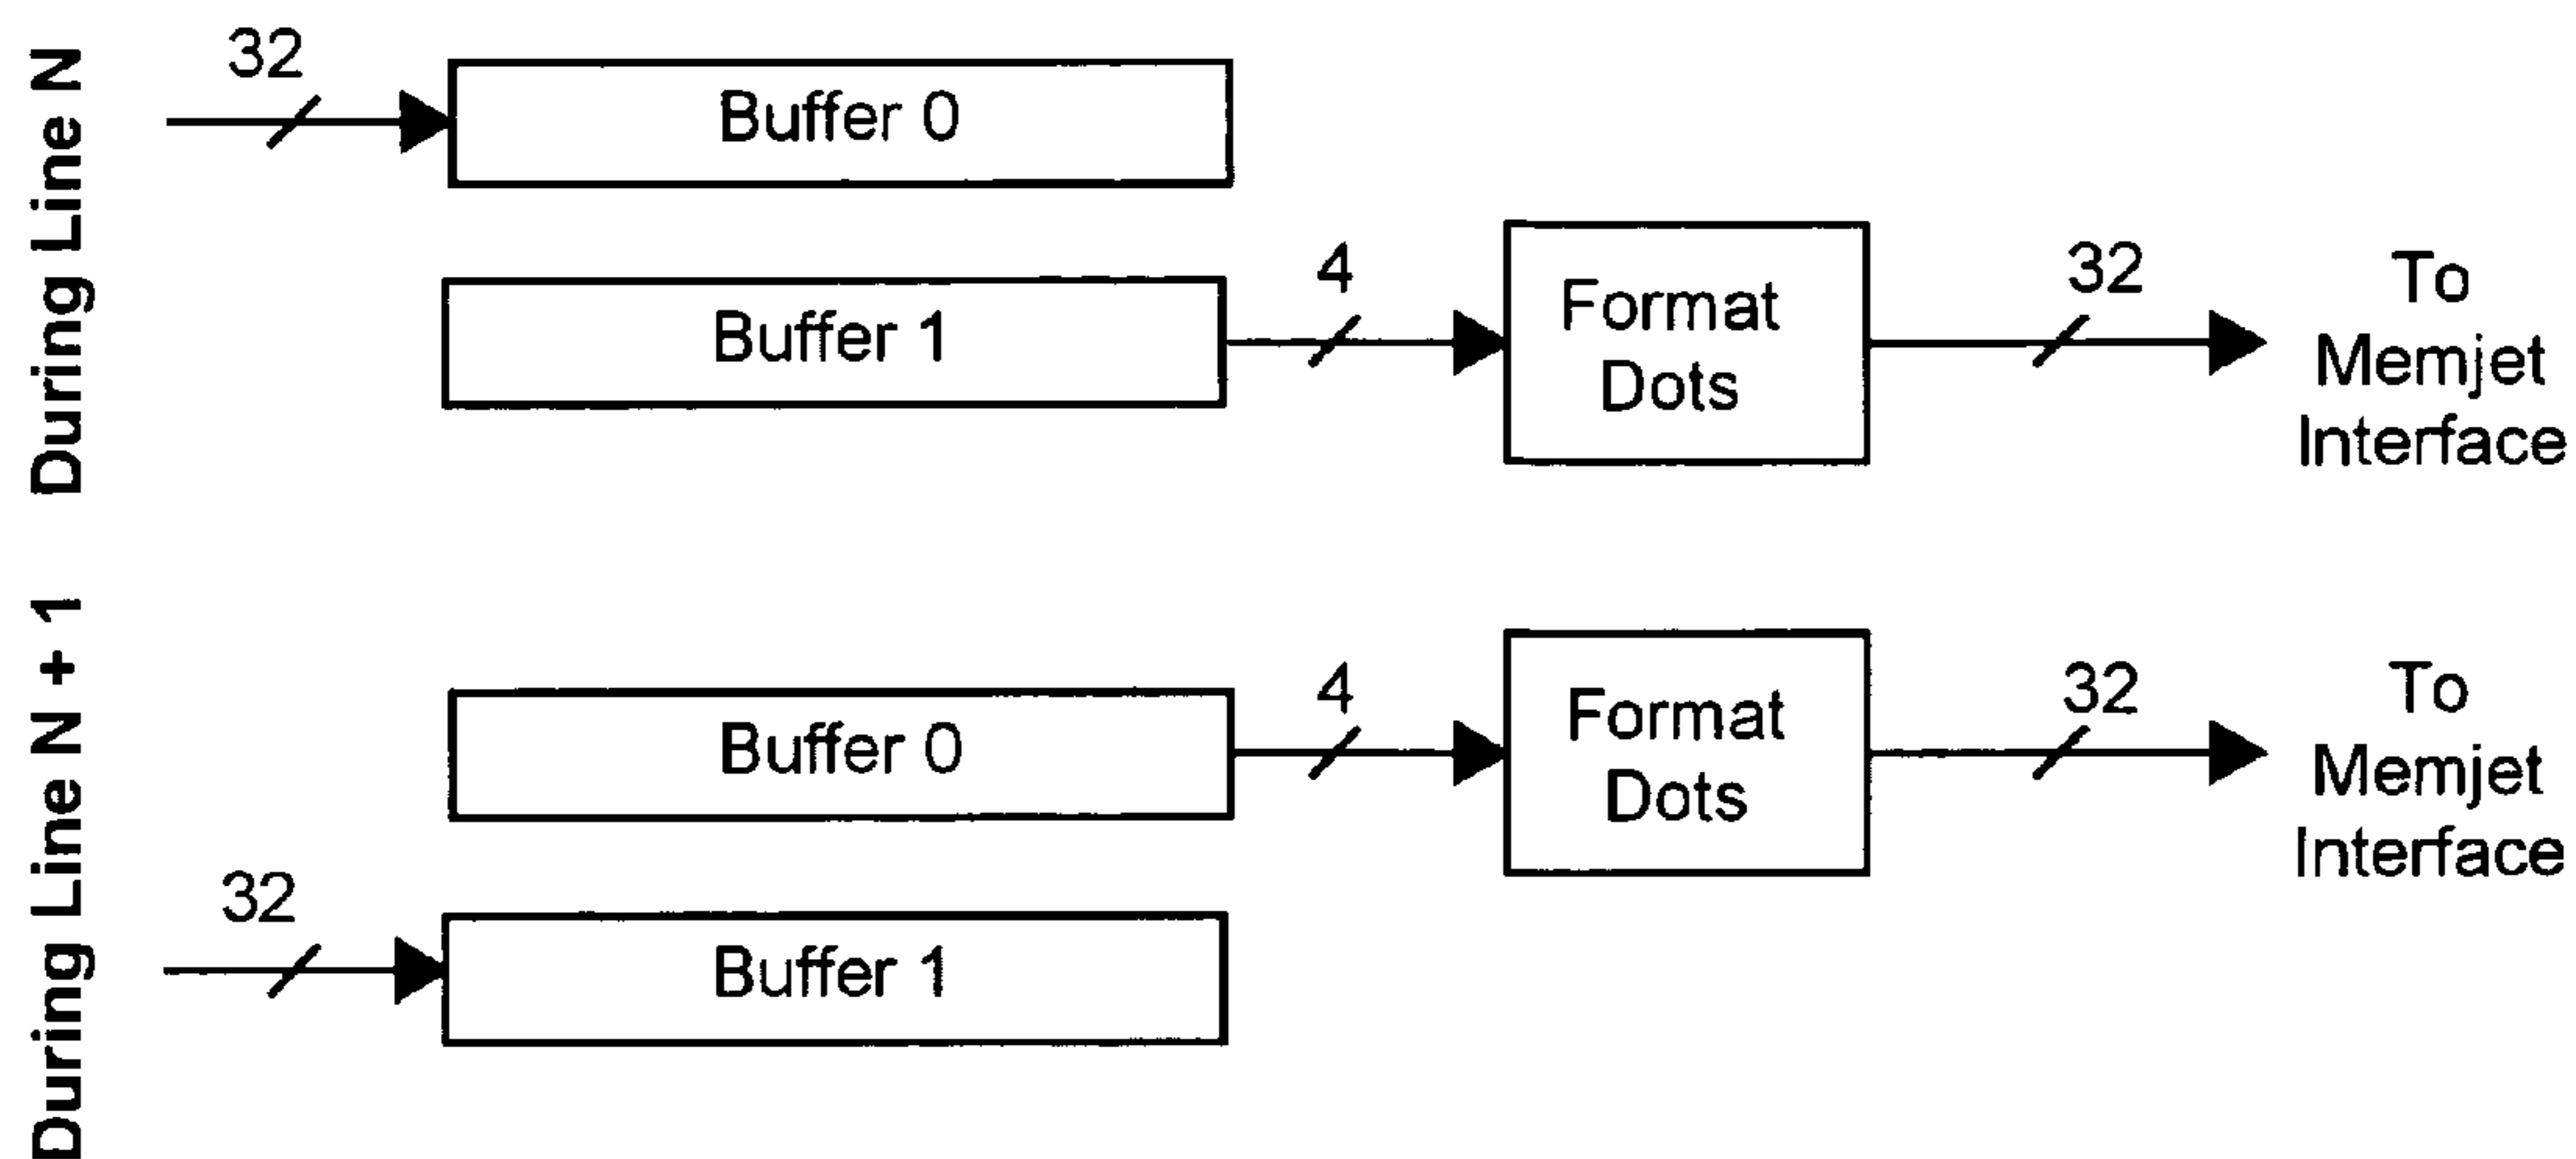 During Line N
32
Buffer 0
Buffer 1
4
Format
Dots
32
To
Memjet
Interface
During Line N + 1
Buffer 0
4
Format
Dots
32
To
Memjet
Interface
32
Buffer 1